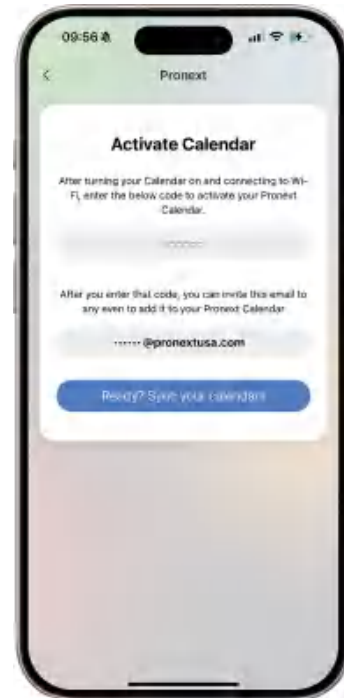 09:56
Pronext
Activate Calendar
After turning your Calendar on and connecting to Wi-
Fi, enter the below code to activate your Pronext
Calendar.
After you enter that code, you can invite this email to
any even to add it to your Pronext Calendar
------ @pronextusa.com
Ready? Sync your calendars